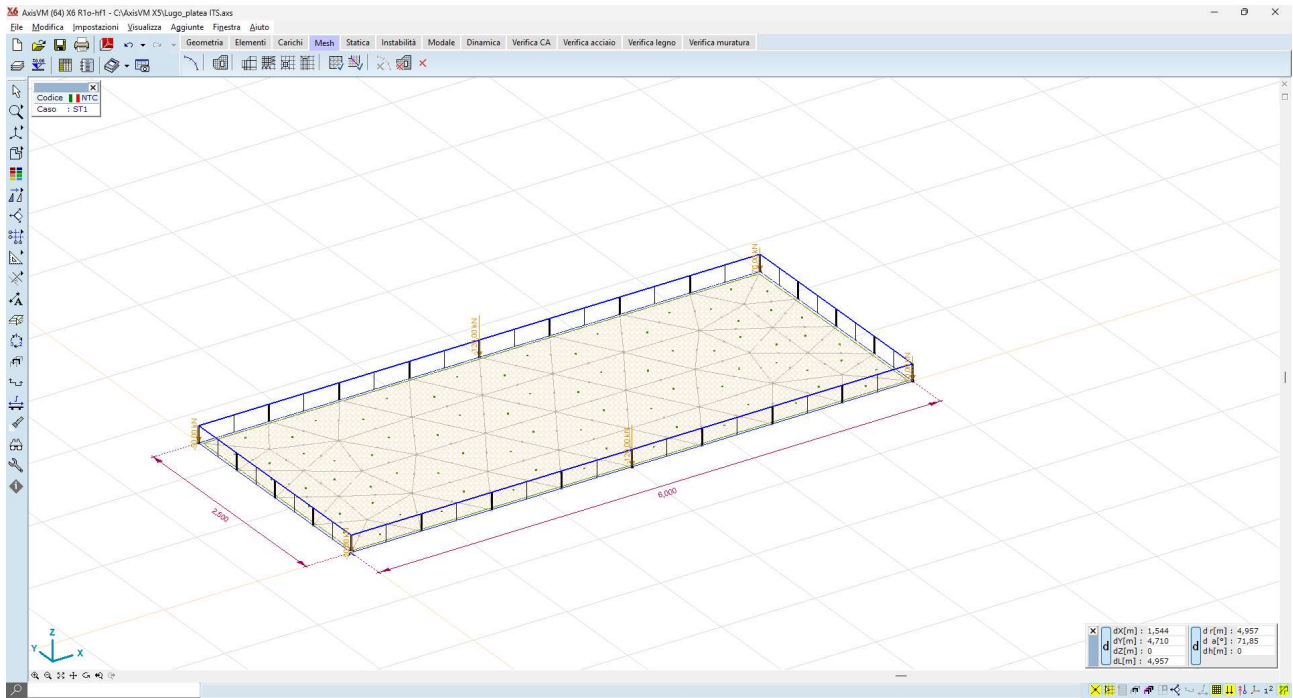 X6 AxisVM (64) X6 R1o-hf1 - C:\AxisVM X5\Lugo_platea ITS.axs
File Modifica Impostazioni Visualizza Aggiunte Finestra Aiuto
Geometria Elementi Carichi Mesh Statica Instabilità Modale Dinamica Verifica CA Verifica acciaio Verifica legno Verifica muratura
Codice NTC
Caso : ST1
2,500
6,000
Z
Y
X
d
dX[m] : 1,544
dY[m] : 4,710
dZ[m] : 0
dL[m] : 4,957
d
d r[m] : 4,957
d a[°] : 71,85
dh[m] : 0